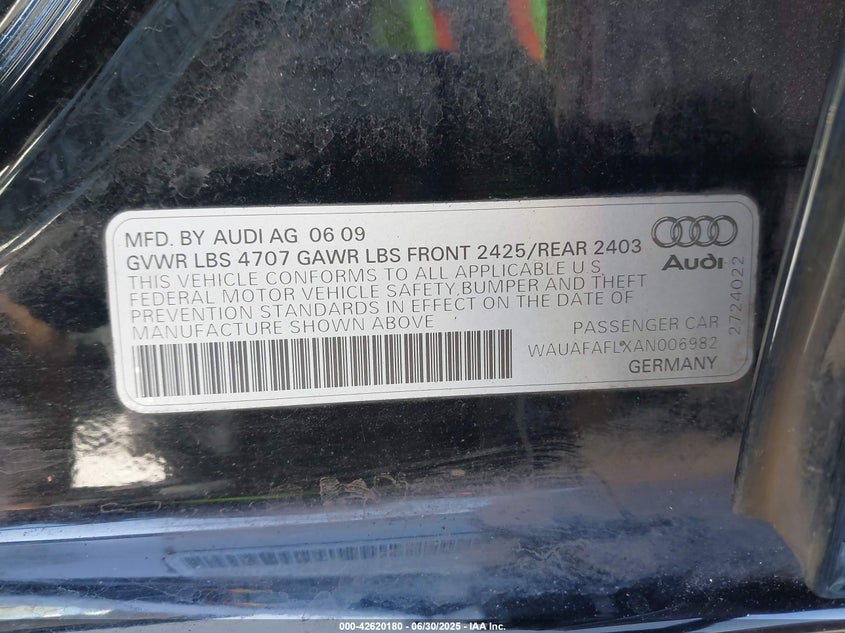 MFD. BY AUDI AG 06 09
GVWR LBS 4707 GAWR LBS FRONT 2425/REAR 2403
THIS VEHICLE CONFORMS TO ALL APPLICABLE U S
FEDERAL MOTOR VEHICLE SAFETY,BUMPER AND THEFT
PREVENTION STANDARDS IN EFFECT ON THE DATE OF
MANUFACTURE SHOWN ABOVE
PASSENGER CAR
WAUAFAFLXAN006982
GERMANY
Audi
2724022
000-42620180 - 06/30/2025 - IAA Inc.